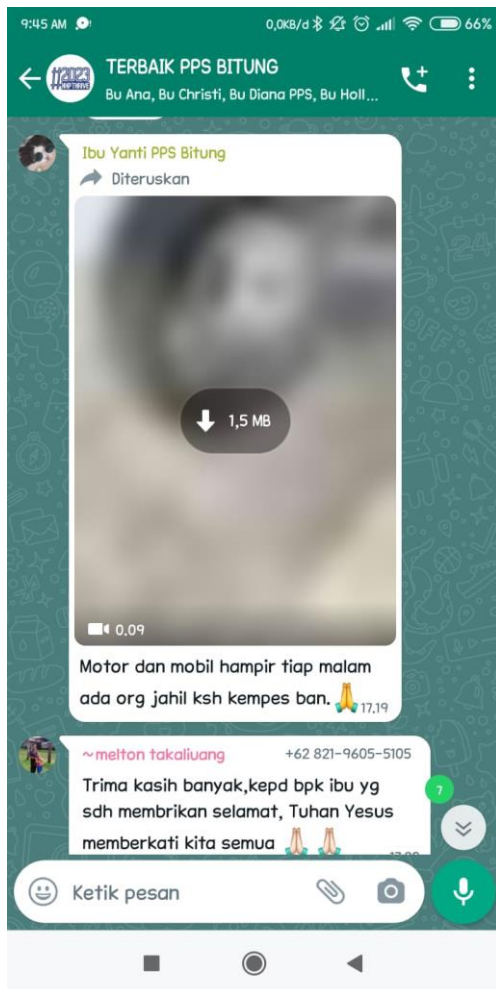 9:45 AM
0,0KB/d
66%
#2023
TERBAIK PPS BITUNG
Bu Ana, Bu Christi, Bu Diana PPS, Bu Holl...
Ibu Yanti PPS Bitung
Diteruskan
1,5 MB
0.09
Motor dan mobil hampir tiap malam
ada org jahil ksh kempes ban.🙏
17.19
~melton takaliuang +62 821-9605-5105
Trima kasih banyak,kepd bpk ibu yg
sdh membrikan selamat, Tuhan Yesus
memberkati kita semua 🙏🙏
7
Ketik pesan